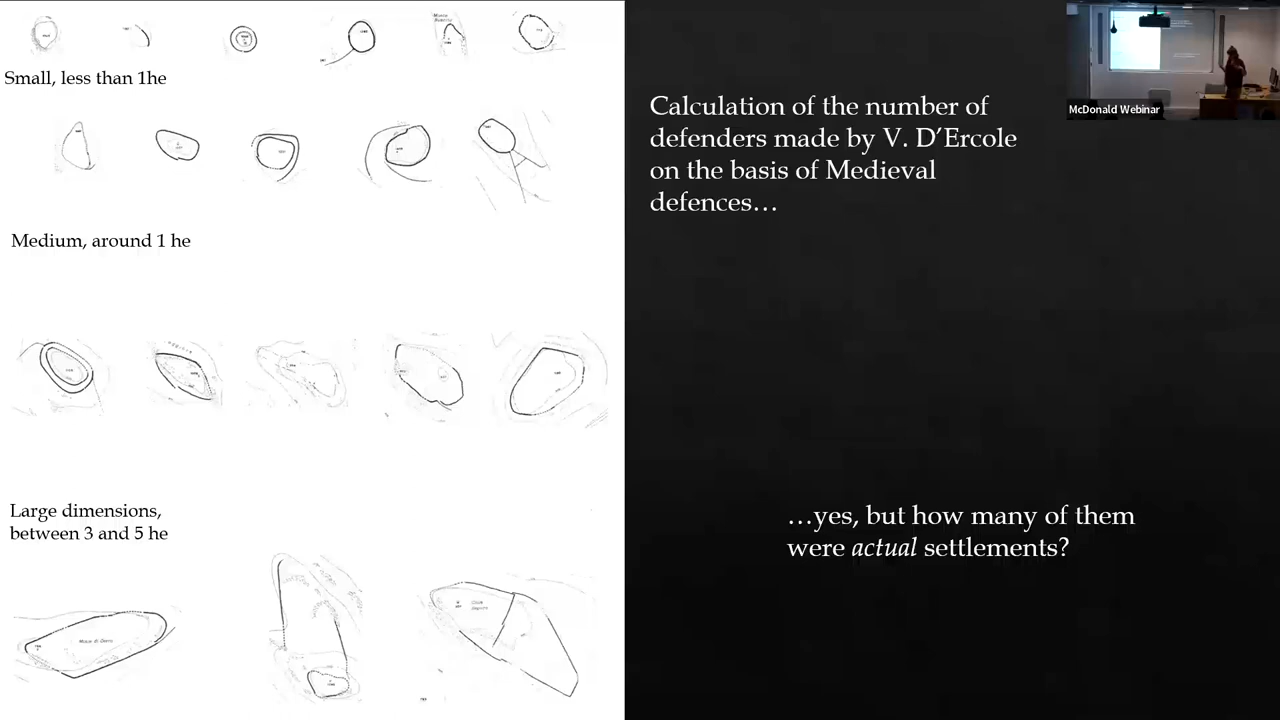 Small, less than 1he
Medium, around 1 he
Large dimensions,
between 3 and 5 he
Calculation of the number of
defenders made by V. D’Ercole
on the basis of Medieval
defences…
…yes, but how many of them
were actual settlements?
McDonald Webinar